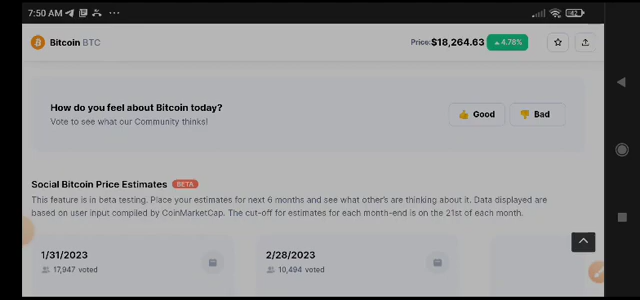 7:50 AM
Bitcoin BTC
Price:$18,264.63 4.78%
How do you feel about Bitcoin today?
Vote to see what our Community thinks!
Good
Bad
Social Bitcoin Price Estimates BETA
This feature is in beta testing. Place your estimates for next 6 months and see what other's are thinking about it. Data displayed are
based on user input compiled by CoinMarketCap. The cut-off for estimates for each month-end is on the 21st of each month.
1/31/2023
17,947 voted
2/28/2023
10,494 voted